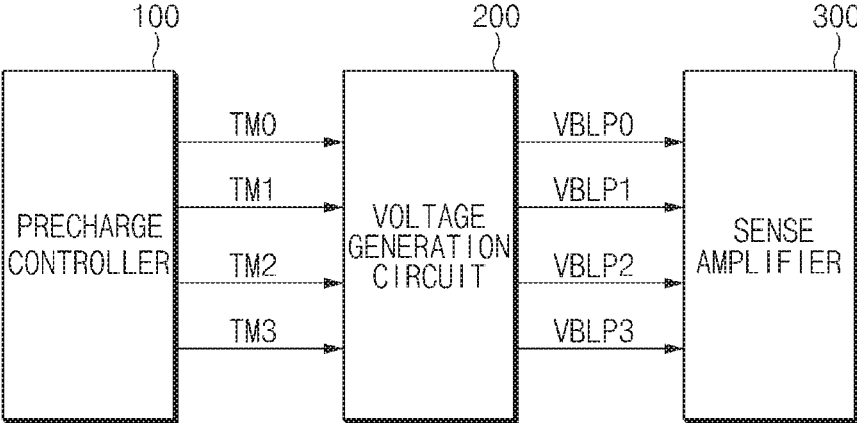 100
200
300
PRECHARGE
CONTROLLER
TM0
TM1
TM2
TM3
VOLTAGE
GENERATION
CIRCUIT
VBLP0
VBLP1
VBLP2
VBLP3
SENSE
AMPLIFIER